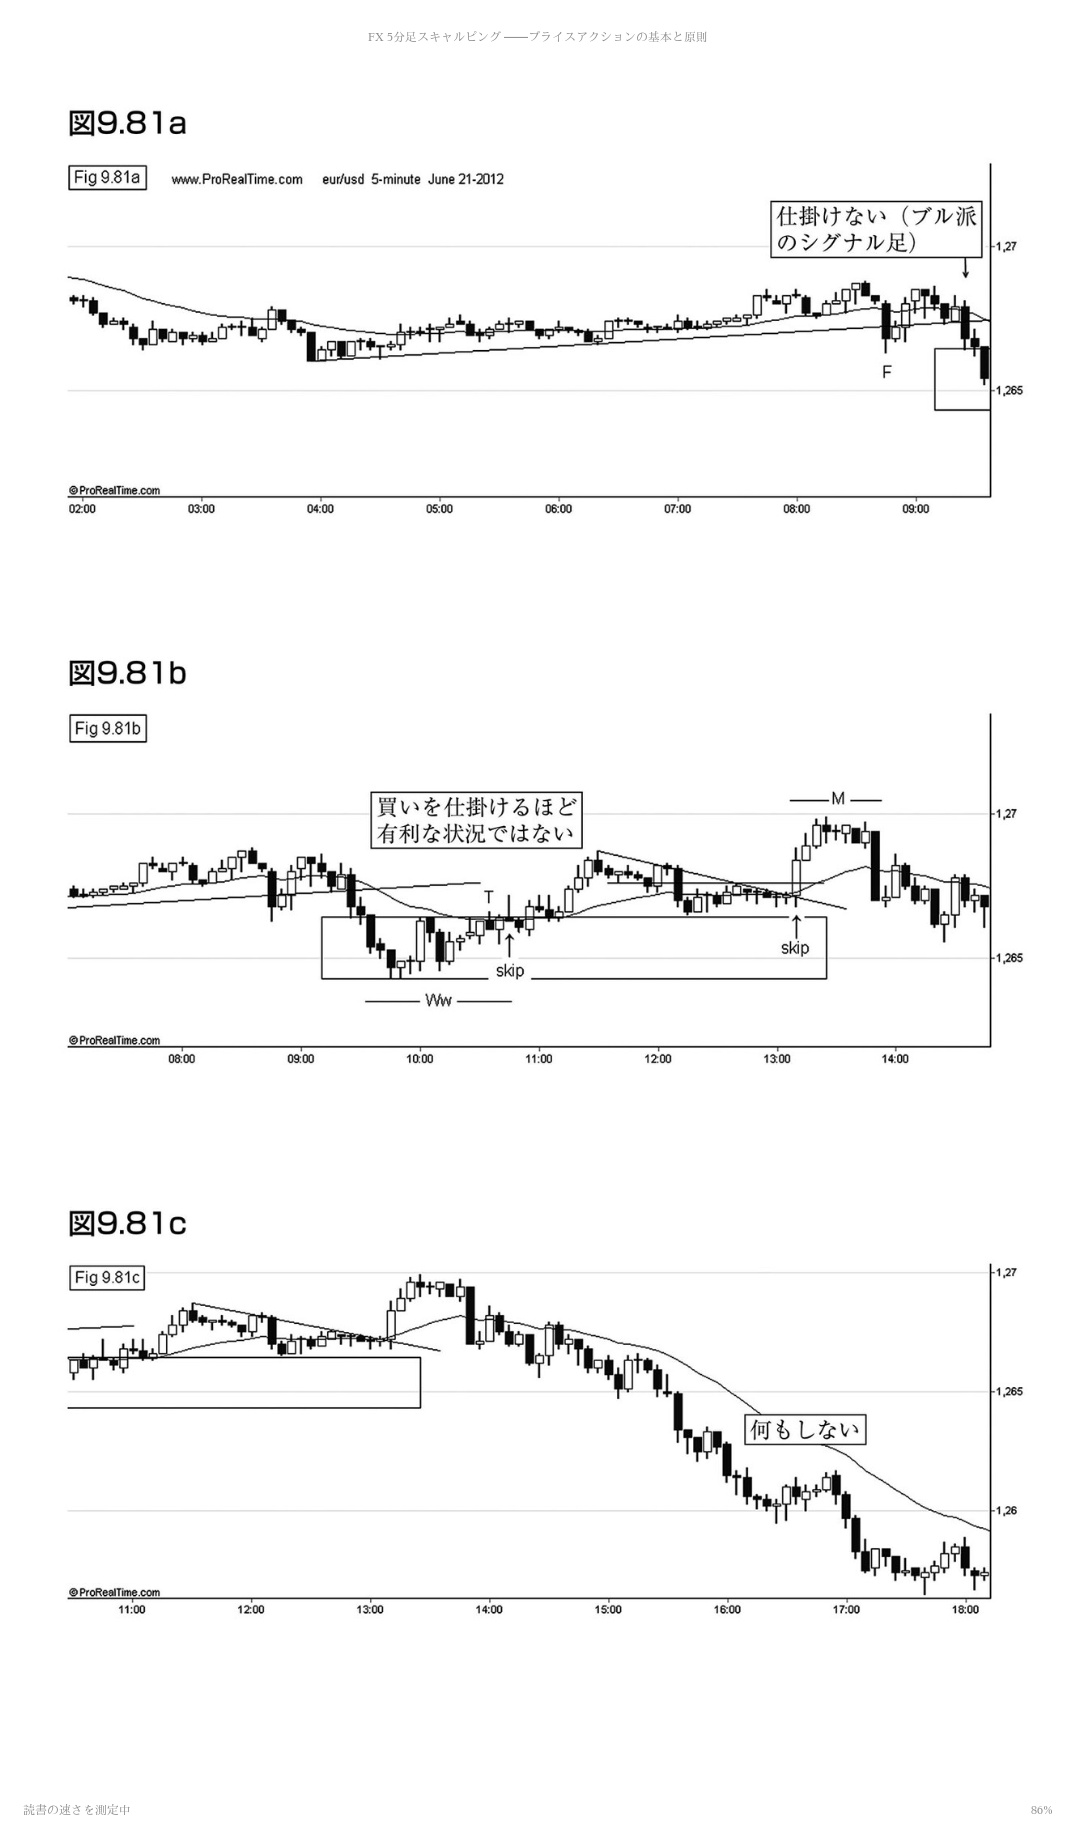 FX 5分足スキャルピング ──プライスアクションの基本と原則
図9.81a
Fig 9.81a www.ProRealTime.com eur/usd 5-minute June 21-2012
仕掛けない（ブル派
のシグナル足）
1,27
F
1,265
©ProRealTime.com
02:00 03:00 04:00 05:00 06:00 07:00 08:00 09:00
図9.81b
Fig 9.81b
M
買いを仕掛けるほど
有利な状況ではない
1,27
T
skip
1,265
skip
Ww
©ProRealTime.com
08:00 09:00 10:00 11:00 12:00 13:00 14:00
図9.81c
Fig 9.81c
1,27
1,265
何もしない
1,26
©ProRealTime.com
11:00 12:00 13:00 14:00 15:00 16:00 17:00 18:00
読書の速さを測定中 86%